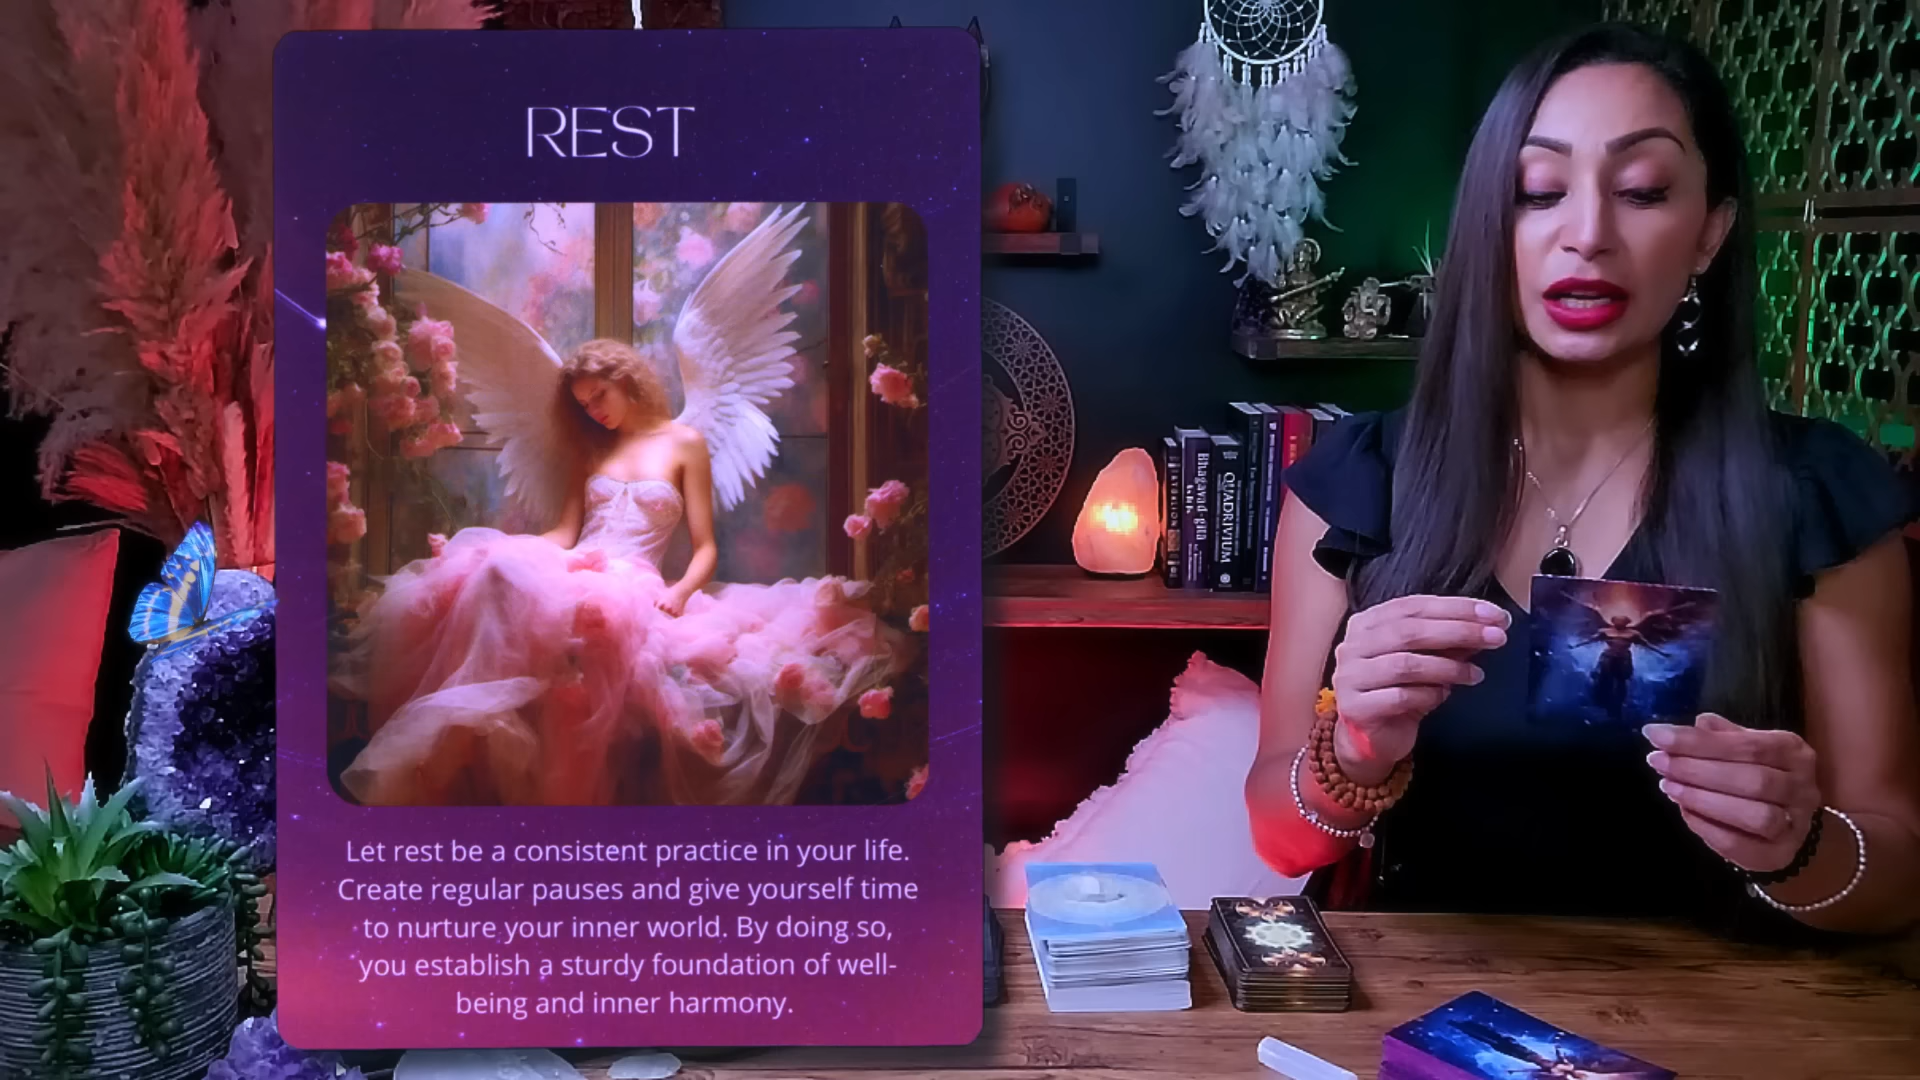 REST
Let rest be a consistent practice in your life.
Create regular pauses and give yourself time
to nurture your inner world. By doing so,
you establish a sturdy foundation of well-
being and inner harmony.
Bhagavad-gītā
QUADRIVIUM